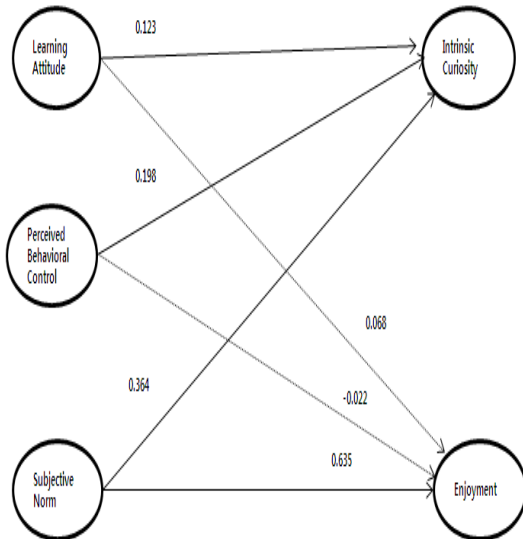 0.123
Learning
Attitude
Intrinsic
Curiosity
0.198
Perceived
Behavioral
Control
0.068
0.364
-0.022
0.635
Subjective
Norm
Enjoyment